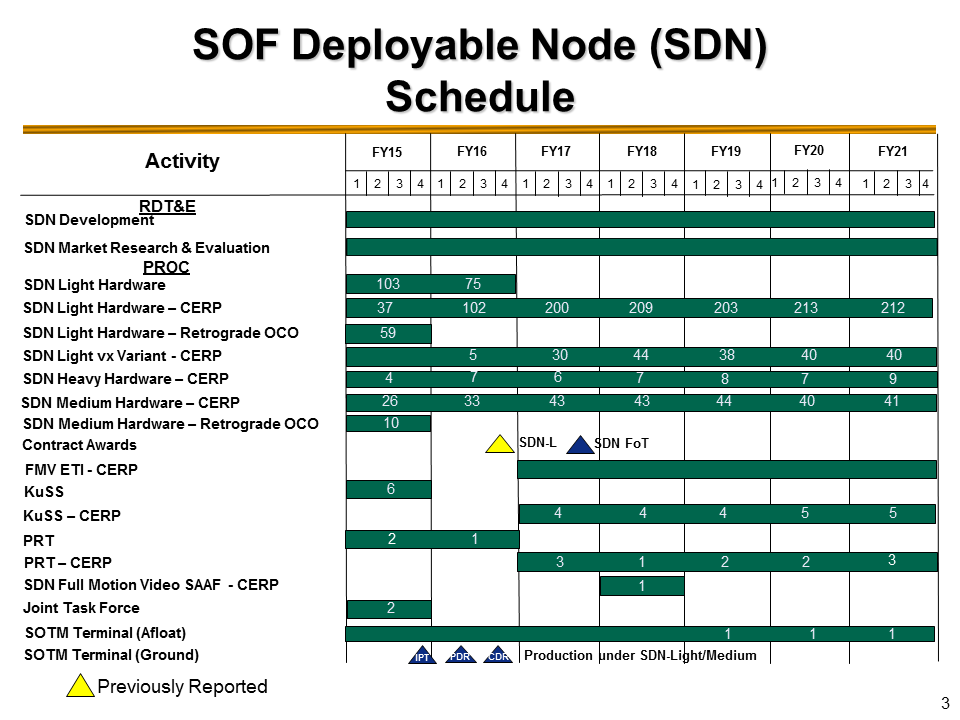 SOF Deployable Node (SDN)
Schedule
Activity FY15 FY16 FY17 FY18 FY19 FY20 FY21
1 2 3 4 1 2 3 4 1 2 3 4 1 2 3 4 1 2 3 4 1 2 3 4 1 2 3 4
RDT&E
SDN Development
SDN Market Research & Evaluation
PROC
SDN Light Hardware 103 75
SDN Light Hardware – CERP 37 102 200 209 203 213 212
SDN Light Hardware – Retrograde OCO 59
SDN Light vx Variant - CERP 5 30 44 38 40 40
SDN Heavy Hardware – CERP 4 7 6 7 8 7 9
SDN Medium Hardware – CERP 26 33 43 43 44 40 41
SDN Medium Hardware – Retrograde OCO 10
Contract Awards SDN-L SDN FoT
FMV ETI - CERP
KuSS 6
KuSS – CERP 4 4 4 5 5
PRT 2 1
PRT – CERP 3 1 2 2 3
SDN Full Motion Video SAAF - CERP 1
Joint Task Force 2
SOTM Terminal (Afloat) 1 1 1
SOTM Terminal (Ground) IPT PDR CDR Production under SDN-Light/Medium
Previously Reported
3